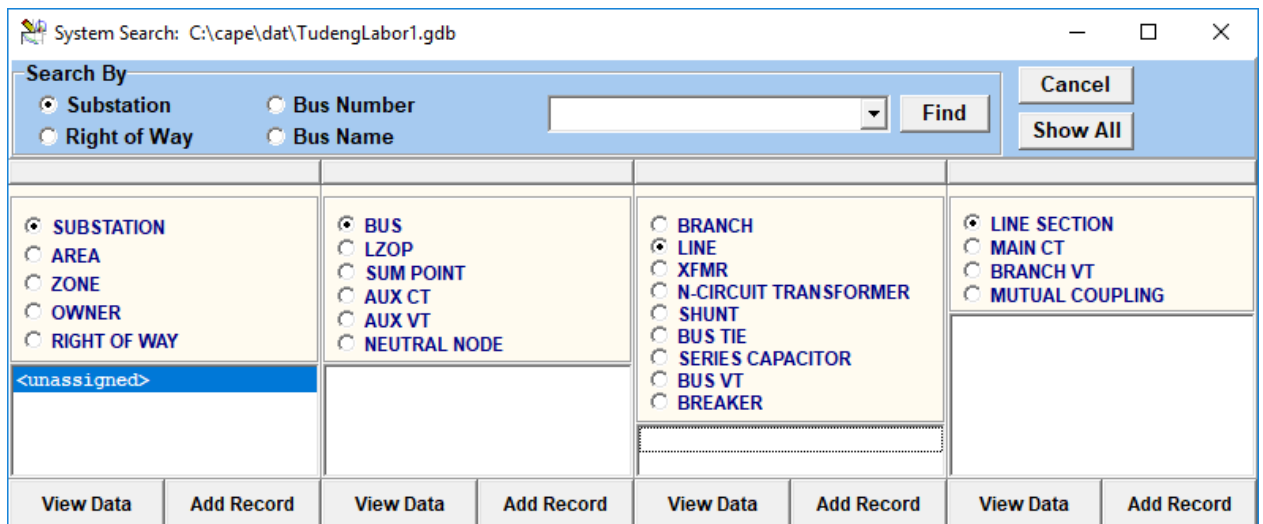 System Search: C:\cape\dat\TudengLabor1.gdb
Search By
Substation
Bus Number
Right of Way
Bus Name
Find
Cancel
Show All
SUBSTATION
AREA
ZONE
OWNER
RIGHT OF WAY
<unassigned>
View Data
Add Record
BUS
LZOP
SUM POINT
AUX CT
AUX VT
NEUTRAL NODE
View Data
Add Record
BRANCH
LINE
XFMR
N-CIRCUIT TRANSFORMER
SHUNT
BUS TIE
SERIES CAPACITOR
BUS VT
BREAKER
View Data
Add Record
LINE SECTION
MAIN CT
BRANCH VT
MUTUAL COUPLING
View Data
Add Record